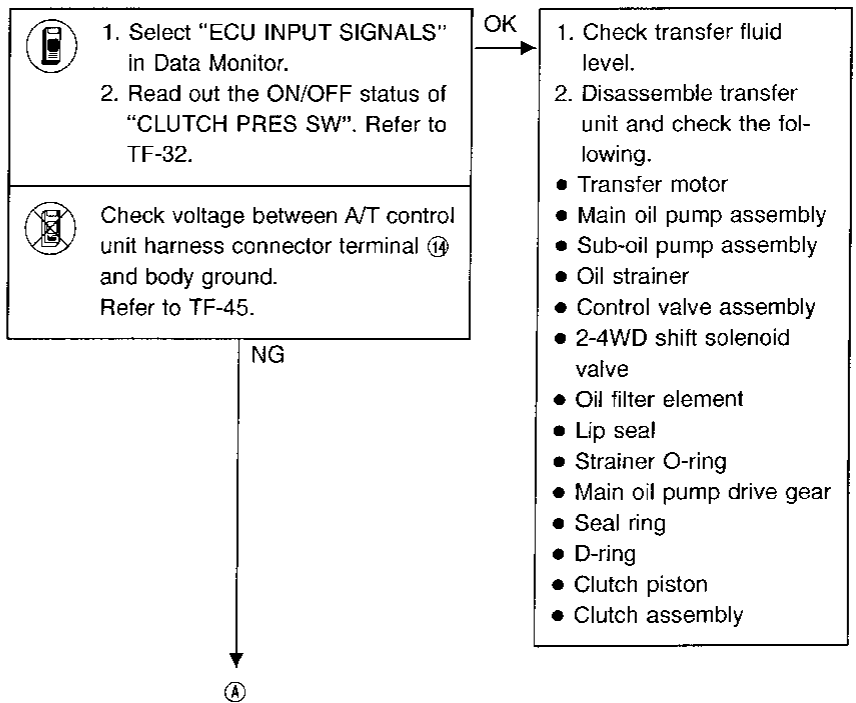 1. Select “ECU INPUT SIGNALS”
in Data Monitor.
2. Read out the ON/OFF status of
“CLUTCH PRES SW”. Refer to
TF-32.
Check voltage between A/T control
unit harness connector terminal ⑭
and body ground.
Refer to TF-45.
OK
1. Check transfer fluid
level.
2. Disassemble transfer
unit and check the fol-
lowing.
● Transfer motor
● Main oil pump assembly
● Sub-oil pump assembly
● Oil strainer
● Control valve assembly
● 2-4WD shift solenoid
valve
● Oil filter element
● Lip seal
● Strainer O-ring
● Main oil pump drive gear
● Seal ring
● D-ring
● Clutch piston
● Clutch assembly
NG
Ⓐ